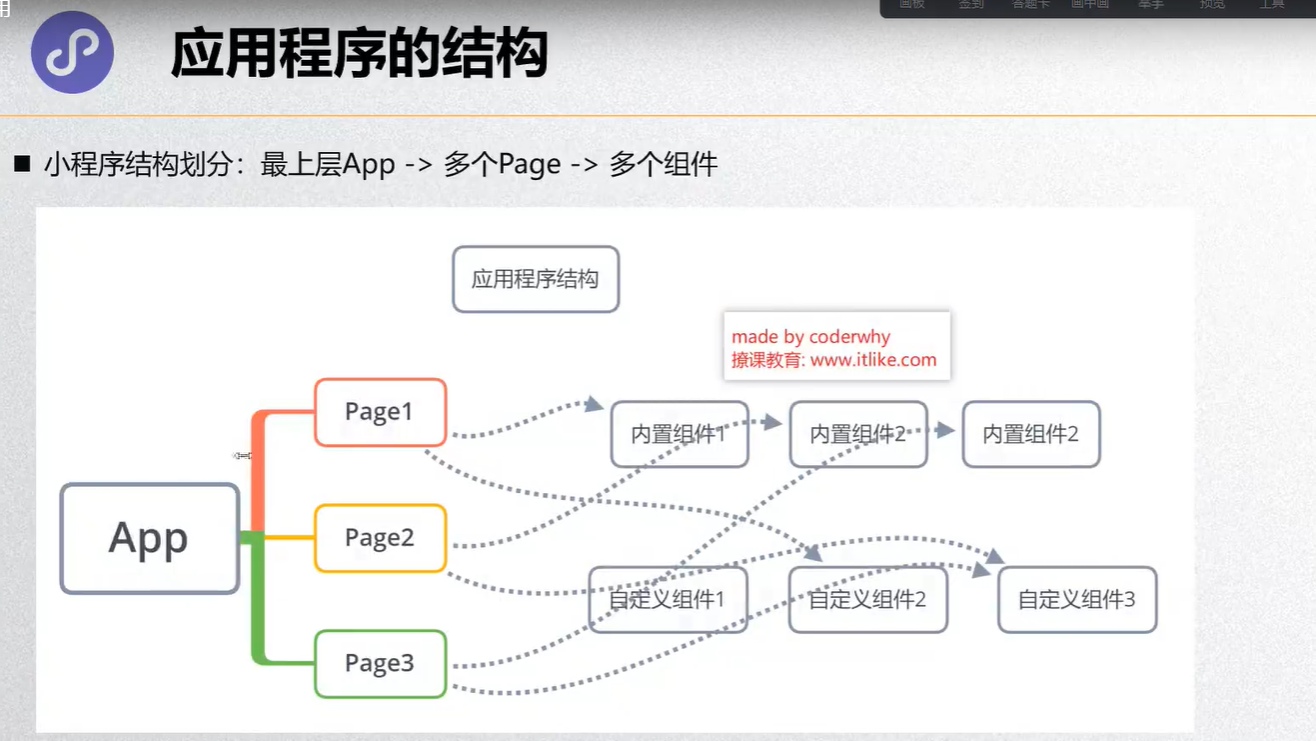 画板 签到 答题卡 画中画 举手 预览 工具
应用程序的结构
■ 小程序结构划分：最上层App -> 多个Page -> 多个组件
应用程序结构
made by coderwhy
撩课教育: www.itlike.com
Page1
内置组件1
内置组件2
内置组件2
App
Page2
自定义组件1
自定义组件2
自定义组件3
Page3